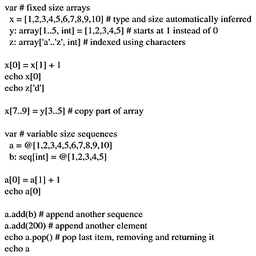 var # fixed size arrays
x = [1,2,3,4,5,6,7,8,9,10] # type and size automatically inferred
y: array[1..5, int] = [1,2,3,4,5] # starts at 1 instead of 0
z: array['a'..'z', int] # indexed using characters
x[0] = x[1] + 1
echo x[0]
echo z['d']
x[7..9] = y[3..5] # copy part of array
var # variable size sequences
a = @[1,2,3,4,5,6,7,8,9,10]
b: seq[int] = @[1,2,3,4,5]
a[0] = a[1] + 1
echo a[0]
a.add(b) # append another sequence
a.add(200) # append another element
echo a.pop() # pop last item, removing and returning it
echo a